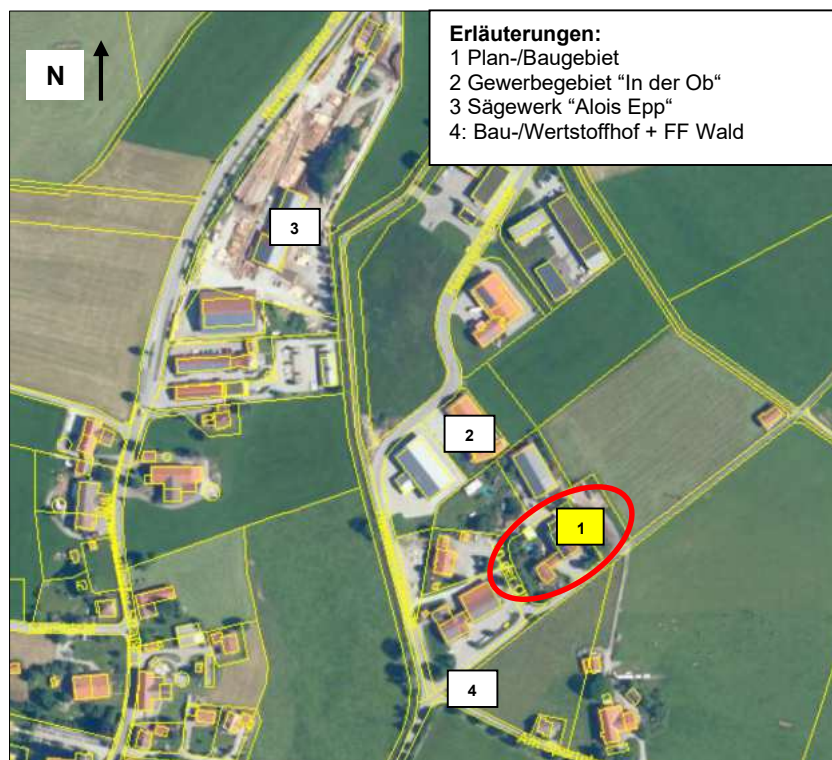 Erläuterungen:
1 Plan-/Baugebiet
2 Gewerbegebiet “In der Ob“
3 Sägewerk “Alois Epp“
4: Bau-/Wertstoffhof + FF Wald
N
3
2
1
4